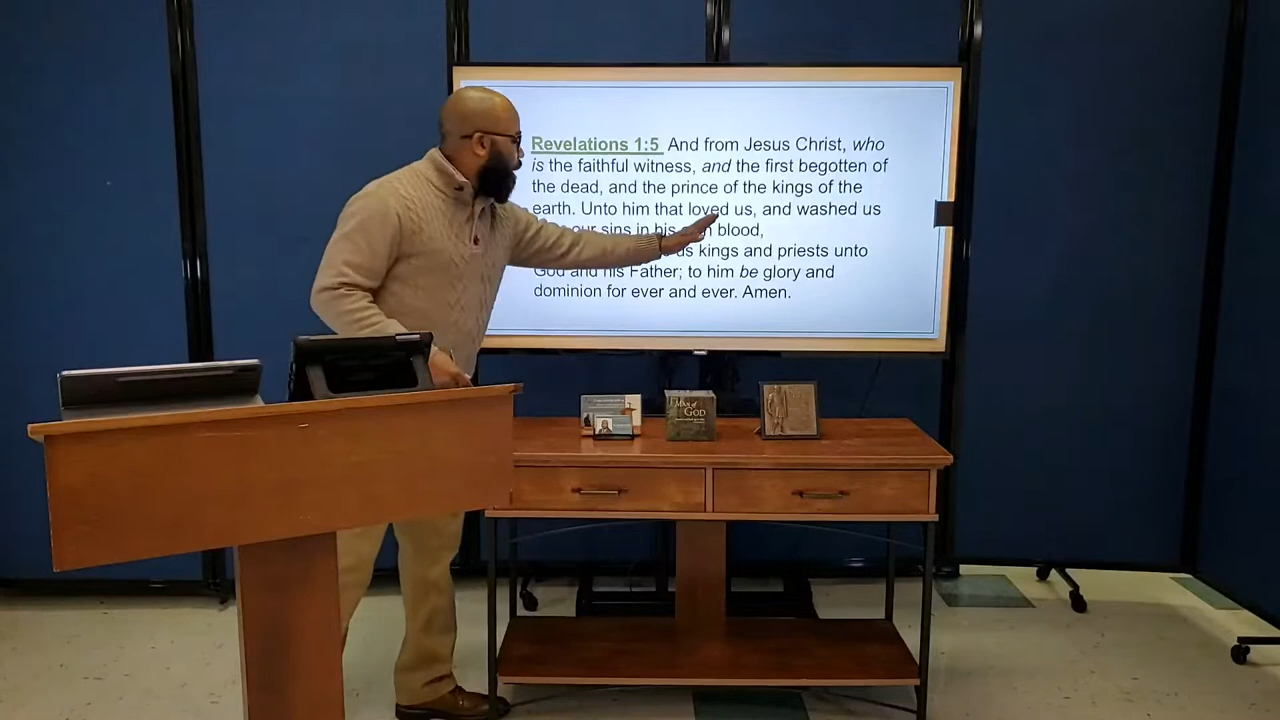 Revelations 1:5 And from Jesus Christ, who
is the faithful witness, and the first begotten of
the dead, and the prince of the kings of the
earth. Unto him that loved us, and washed us
our sins in his own blood,
us kings and priests unto
God and his Father; to him be glory and
dominion for ever and ever. Amen.
Man of
GOD